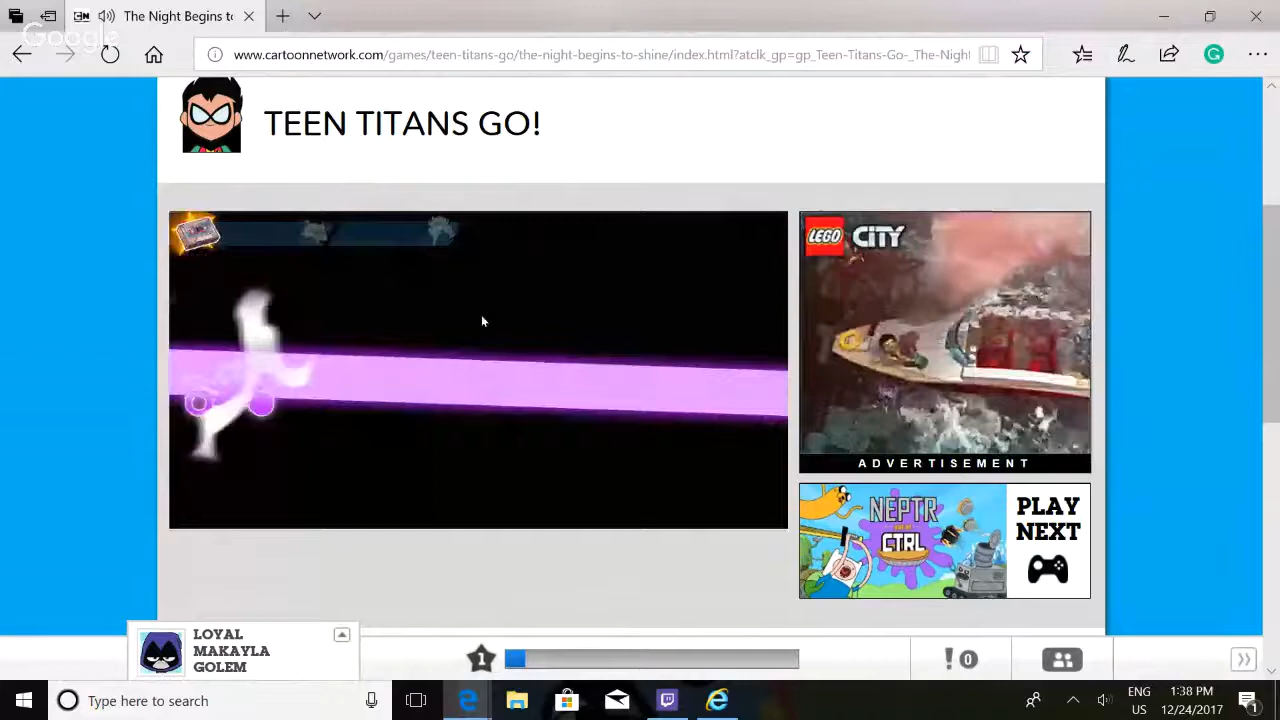 The Night Begins to
Google
www.cartoonnetwork.com/games/teen-titans-go/the-night-begins-to-shine/index.html?atclk_gp=gp_Teen-Titans-Go-_The-Night
TEEN TITANS GO!
LEGO CITY
ADVERTISEMENT
NEPTR
CTRL
PLAY
NEXT
LOYAL
MAKAYLA
GOLEM
1
0
Type here to search
ENG
US
1:38 PM
12/24/2017
1